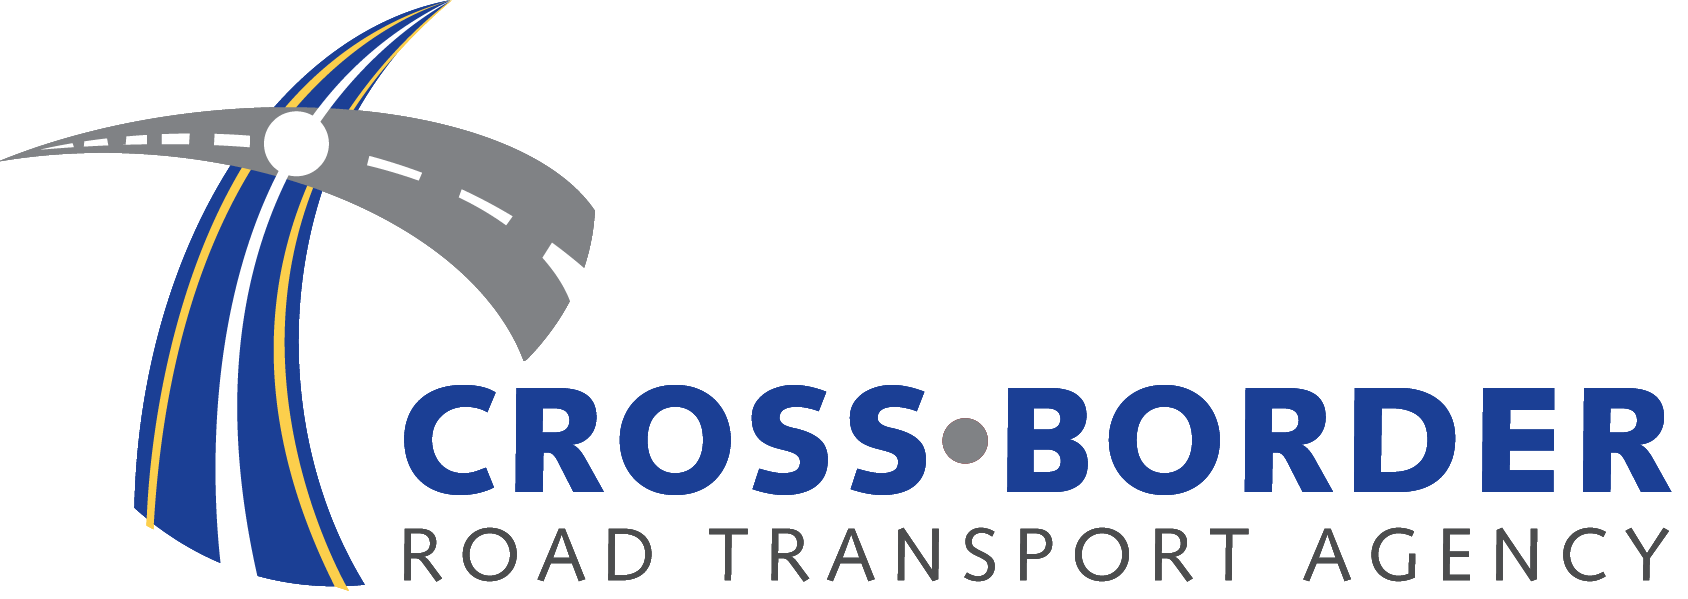 CROSS•BORDER
ROAD TRANSPORT AGENCY